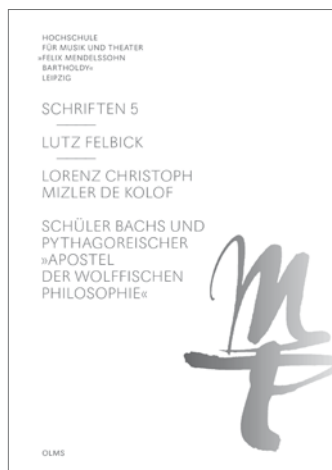 HOCHSCHULE
FÜR MUSIK UND THEATER
»FELIX MENDELSSOHN
BARTHOLDY«
LEIPZIG
SCHRIFTEN 5
LUTZ FELBICK
LORENZ CHRISTOPH
MIZLER DE KOLOF
SCHÜLER BACHS UND
PYTHAGOREISCHER
»APOSTEL
DER WOLFFISCHEN
PHILOSOPHIE«
OLMS